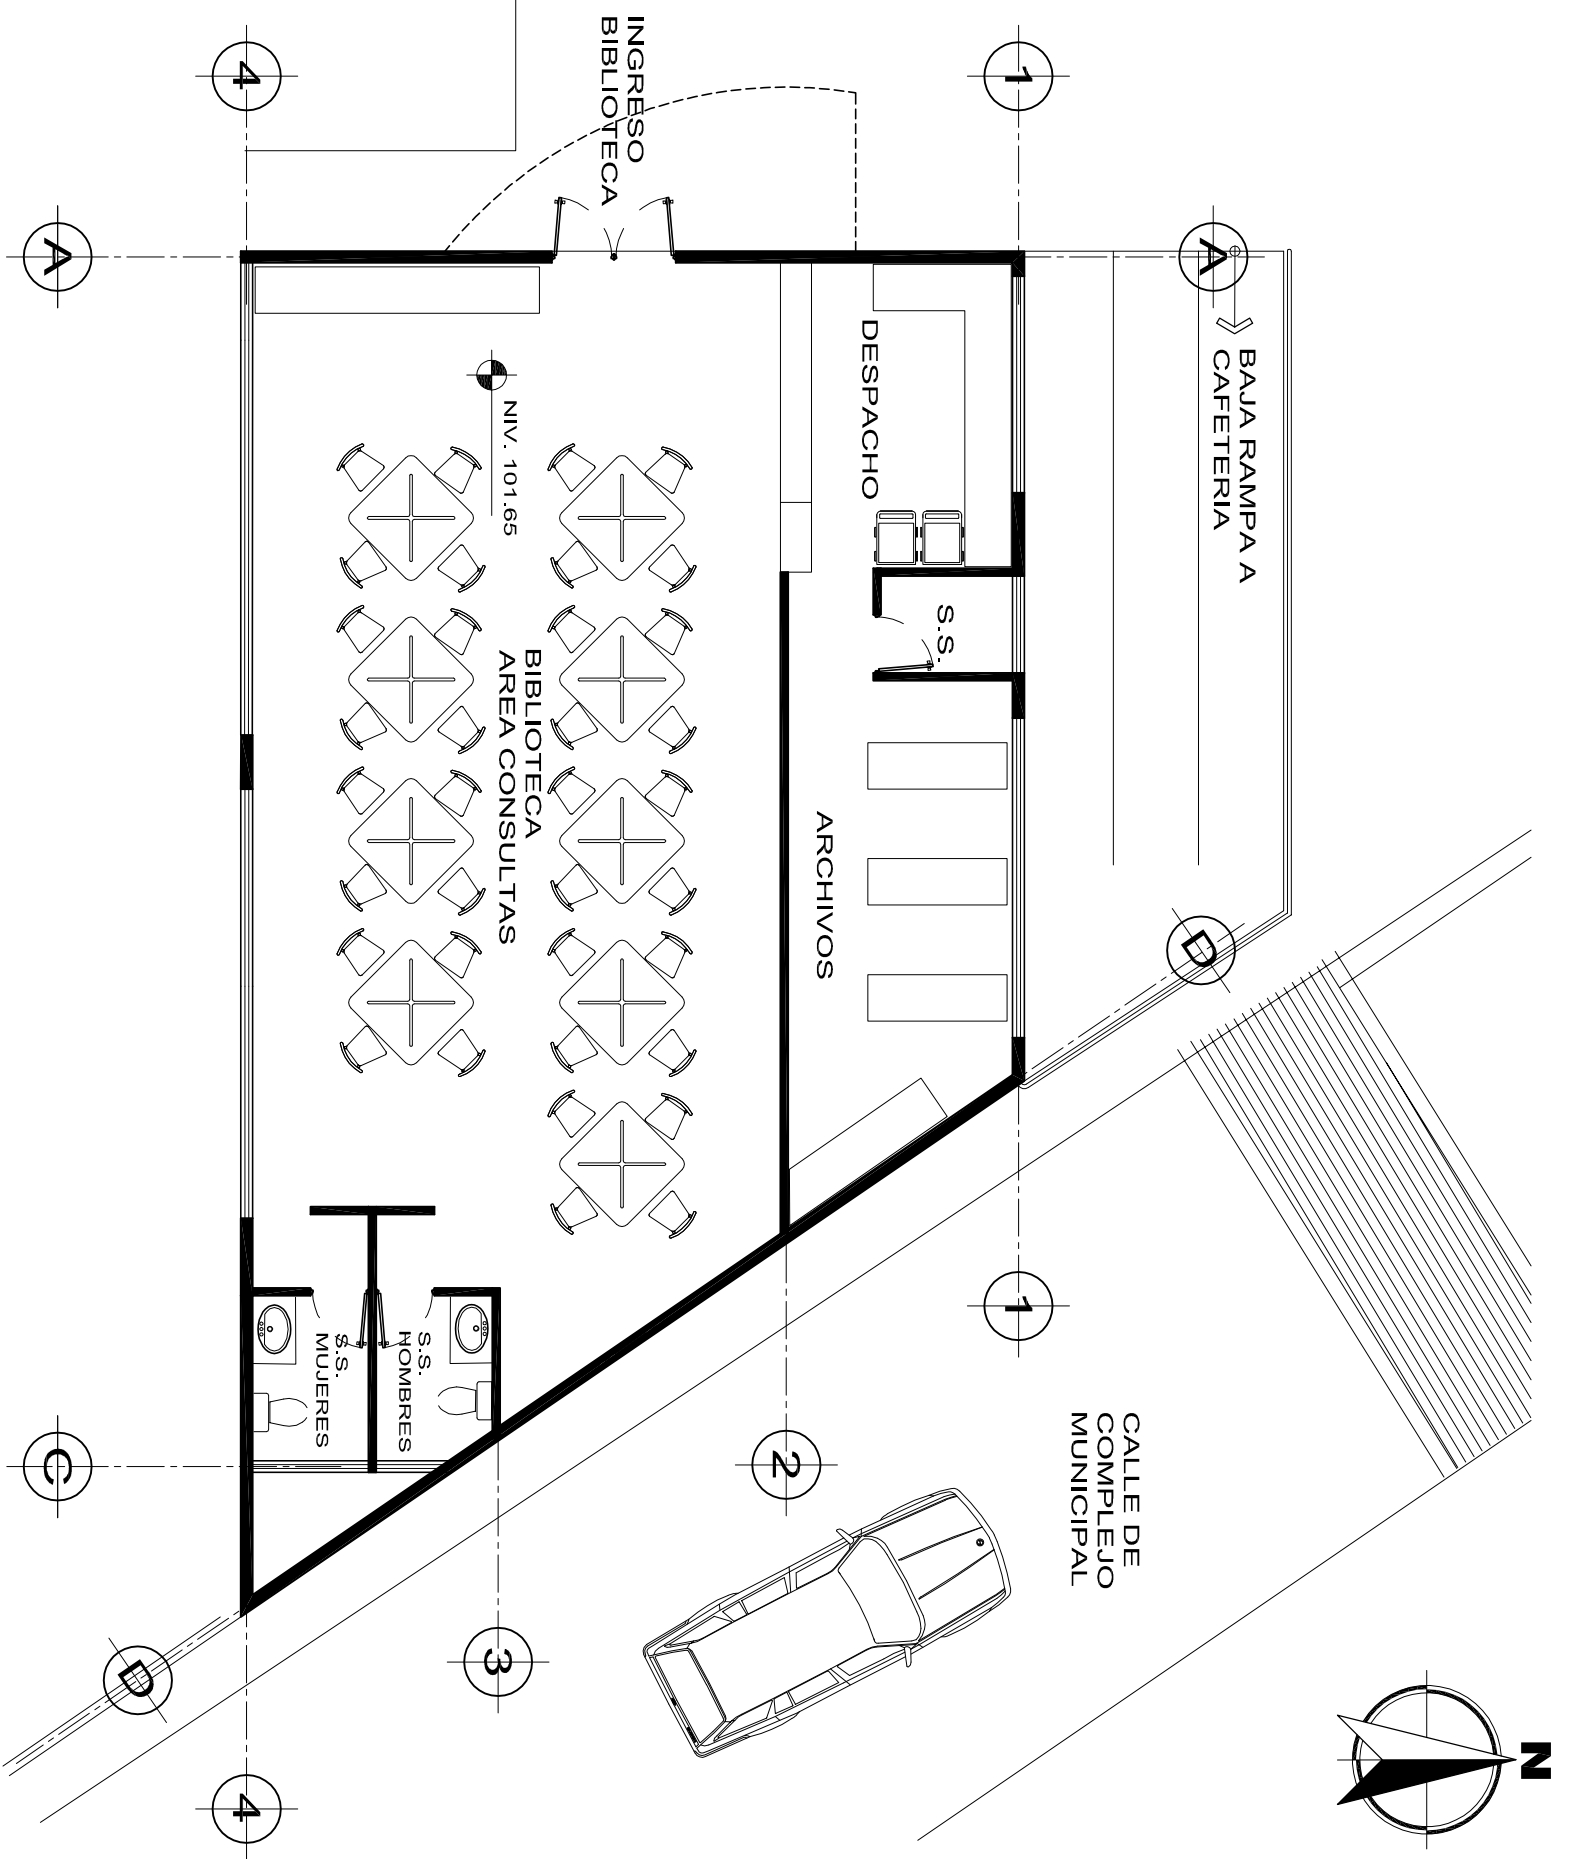 4
1
INGRESO
BIBLIOTECA
A
A
BAJA RAMPA A
CAFETERIA
DESPACHO
NIV. 101.65
S.S.
BIBLIOTECA
AREA CONSULTAS
ARCHIVOS
D
1
S.S.
HOMBRES
S.S.
MUJERES
C
2
CALLE DE
COMPLEJO
MUNICIPAL
3
D
4
N